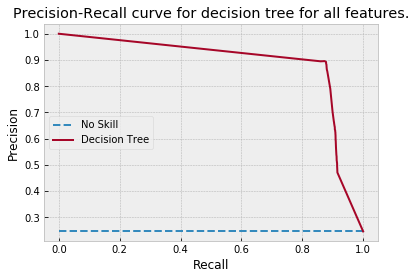 Precision-Recall curve for decision tree for all features.
1.0
0.9
0.8
0.7
0.6
0.5
0.4
0.3
Precision
No Skill
Decision Tree
0.0 0.2 0.4 0.6 0.8 1.0
Recall